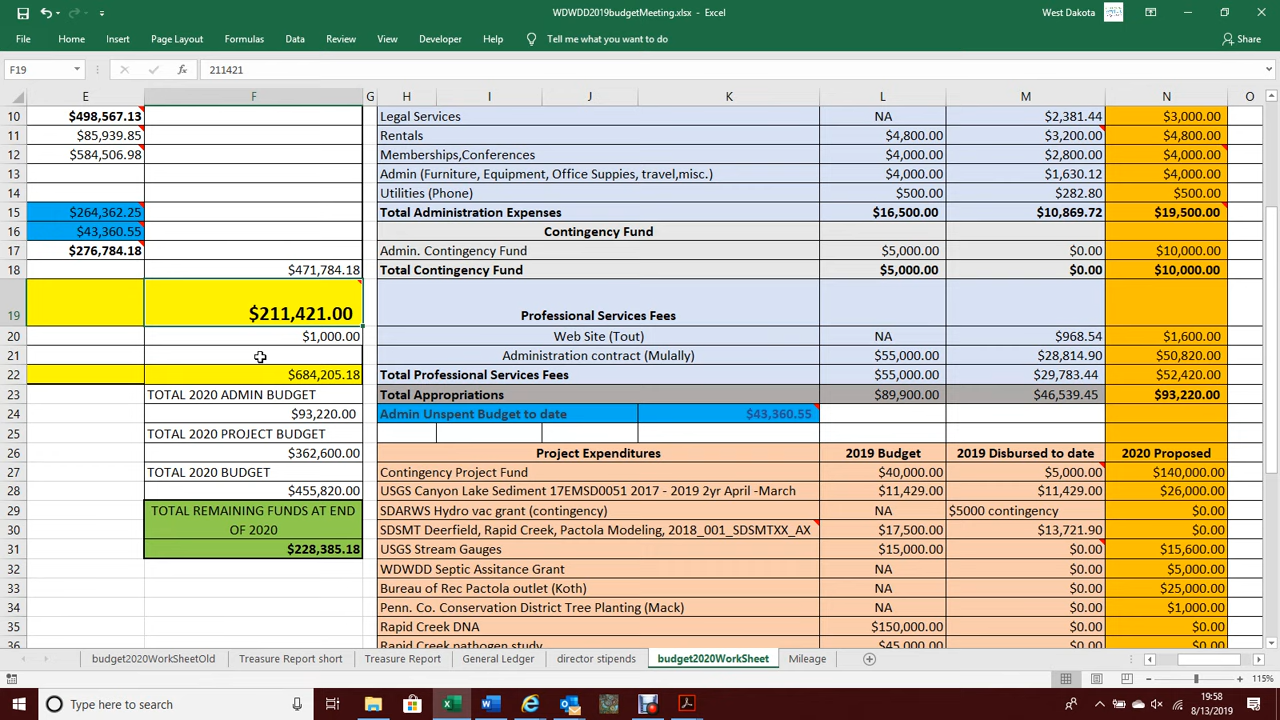 WDWDD2019budgetMeeting.xlsx - Excel
West Dakota
File Home Insert Page Layout Formulas Data Review View Developer Help Tell me what you want to do Share
F19 fx 211421
E F G H I J K L M N O
10 $498,567.13 Legal Services NA $2,381.44 $3,000.00
11 $85,939.85 Rentals $4,800.00 $3,200.00 $4,800.00
12 $584,506.98 Memberships,Conferences $4,000.00 $2,800.00 $4,000.00
13 Admin (Furniture, Equipment, Office Suppies, travel,misc.) $4,000.00 $1,630.12 $4,000.00
14 Utilities (Phone) $500.00 $282.80 $500.00
15 $264,362.25 Total Administration Expenses $16,500.00 $10,869.72 $19,500.00
16 $43,360.55 Contingency Fund
17 $276,784.18 Admin. Contingency Fund $5,000.00 $0.00 $10,000.00
18 $471,784.18 Total Contingency Fund $5,000.00 $0.00 $10,000.00
19 $211,421.00 Professional Services Fees
20 $1,000.00 Web Site (Tout) NA $968.54 $1,600.00
21 Administration contract (Mulally) $55,000.00 $28,814.90 $50,820.00
22 $684,205.18 Total Professional Services Fees $55,000.00 $29,783.44 $52,420.00
23 TOTAL 2020 ADMIN BUDGET Total Appropriations $89,900.00 $46,539.45 $93,220.00
24 $93,220.00 Admin Unspent Budget to date $43,360.55
25 TOTAL 2020 PROJECT BUDGET
26 $362,600.00 Project Expenditures 2019 Budget 2019 Disbursed to date 2020 Proposed
27 TOTAL 2020 BUDGET Contingency Project Fund $40,000.00 $5,000.00 $140,000.00
28 $455,820.00 USGS Canyon Lake Sediment 17EMSD0051 2017 - 2019 2yr April -March $11,429.00 $11,429.00 $26,000.00
29 TOTAL REMAINING FUNDS AT END SDARWS Hydro vac grant (contingency) NA $5000 contingency $0.00
30 OF 2020 SDSMT Deerfield, Rapid Creek, Pactola Modeling, 2018_001_SDSMTXX_AX $17,500.00 $13,721.90 $0.00
31 $228,385.18 USGS Stream Gauges $15,000.00 $0.00 $15,600.00
32 WDWDD Septic Assitance Grant NA $0.00 $5,000.00
33 Bureau of Rec Pactola outlet (Koth) NA $0.00 $25,000.00
34 Penn. Co. Conservation District Tree Planting (Mack) NA $0.00 $1,000.00
35 Rapid Creek DNA $150,000.00 $0.00 $0.00
36 Rapid Creek pathogen study $45,000.00 $0.00 $0.00
budget2020WorkSheetOld Treasure Report short Treasure Report General Ledger director stipends budget2020WorkSheet Mileage
115%
Type here to search
19:58
8/13/2019